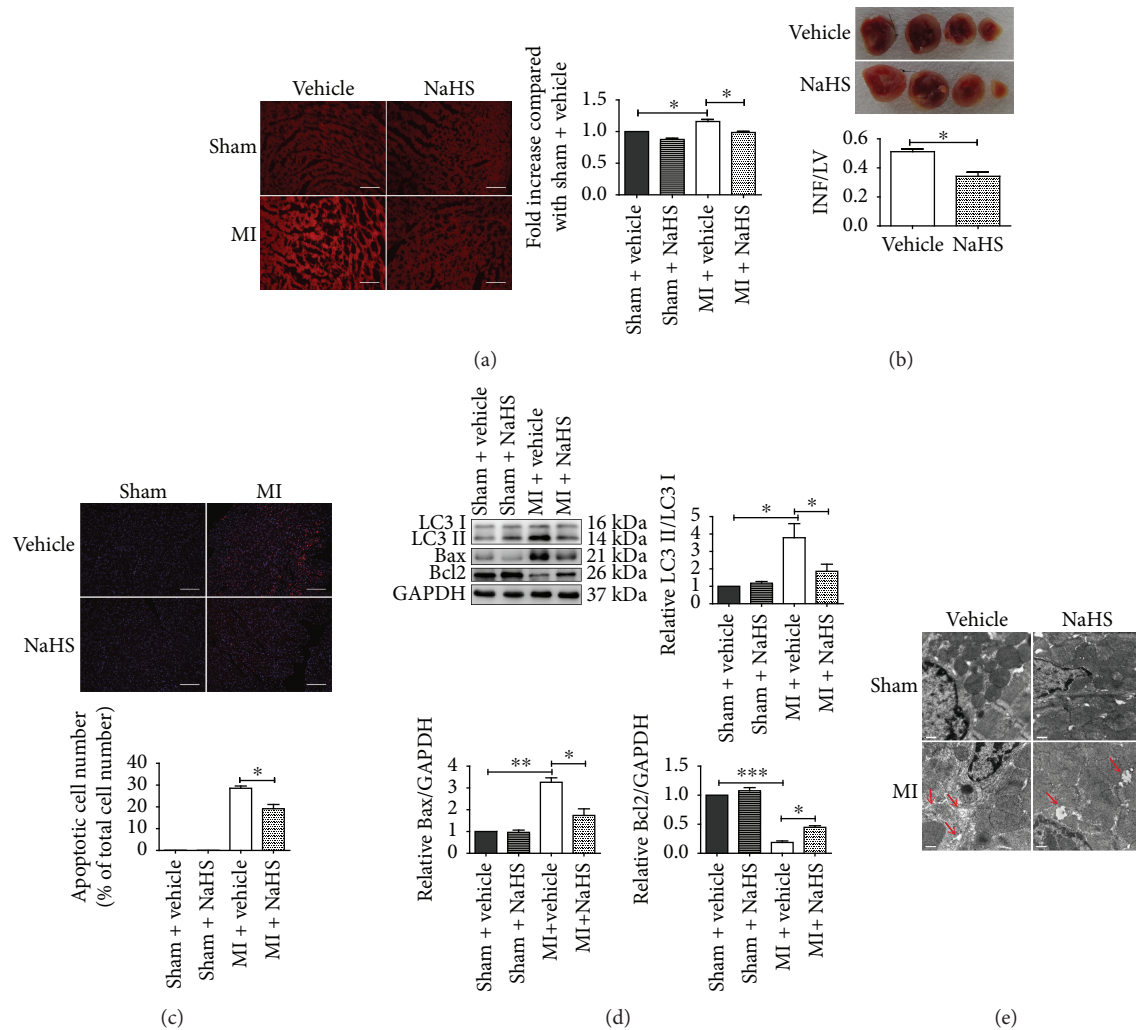 Vehicle
NaHS
Sham
MI
Fold increase compared
with sham + vehicle
1.5
1.0
0.5
0.0
*
*
Sham + vehicle
Sham + NaHS
MI + vehicle
MI + NaHS
(a)
Vehicle
NaHS
INF/LV
0.6
0.4
0.2
0.0
*
Vehicle
NaHS
(b)
Sham
MI
Vehicle
NaHS
Apoptotic cell number
(% of total cell number)
40
30
20
10
0
*
Sham + vehicle
Sham + NaHS
MI + vehicle
MI + NaHS
(c)
Sham + vehicle
Sham + NaHS
MI + vehicle
MI + NaHS
LC3 I 16 kDa
LC3 II 14 kDa
Bax 21 kDa
Bcl2 26 kDa
GAPDH 37 kDa
Relative LC3 II/LC3 I
5
4
3
2
1
0
*
*
Sham + vehicle
Sham + NaHS
MI + vehicle
MI + NaHS
Relative Bax/GAPDH
4
3
2
1
0
**
*
Sham + vehicle
Sham + NaHS
MI+vehicle
MI+NaHS
Relative Bcl2/GAPDH
1.5
1.0
0.5
0.0
***
*
Sham + vehicle
Sham + NaHS
MI + vehicle
MI+ NaHS
(d)
Vehicle
NaHS
Sham
MI
(e)